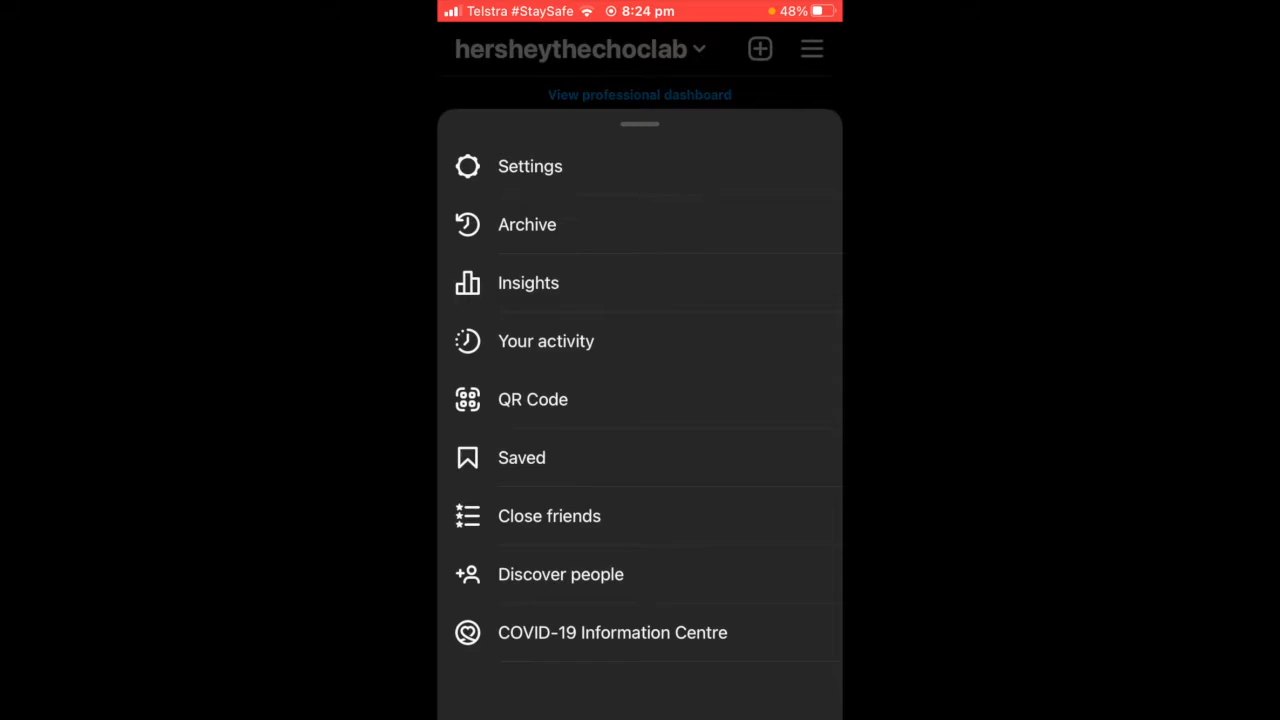 Telstra #StaySafe 8:24 pm 48%
hersheythechoclab
View professional dashboard
Settings
Archive
Insights
Your activity
QR Code
Saved
Close friends
Discover people
COVID-19 Information Centre